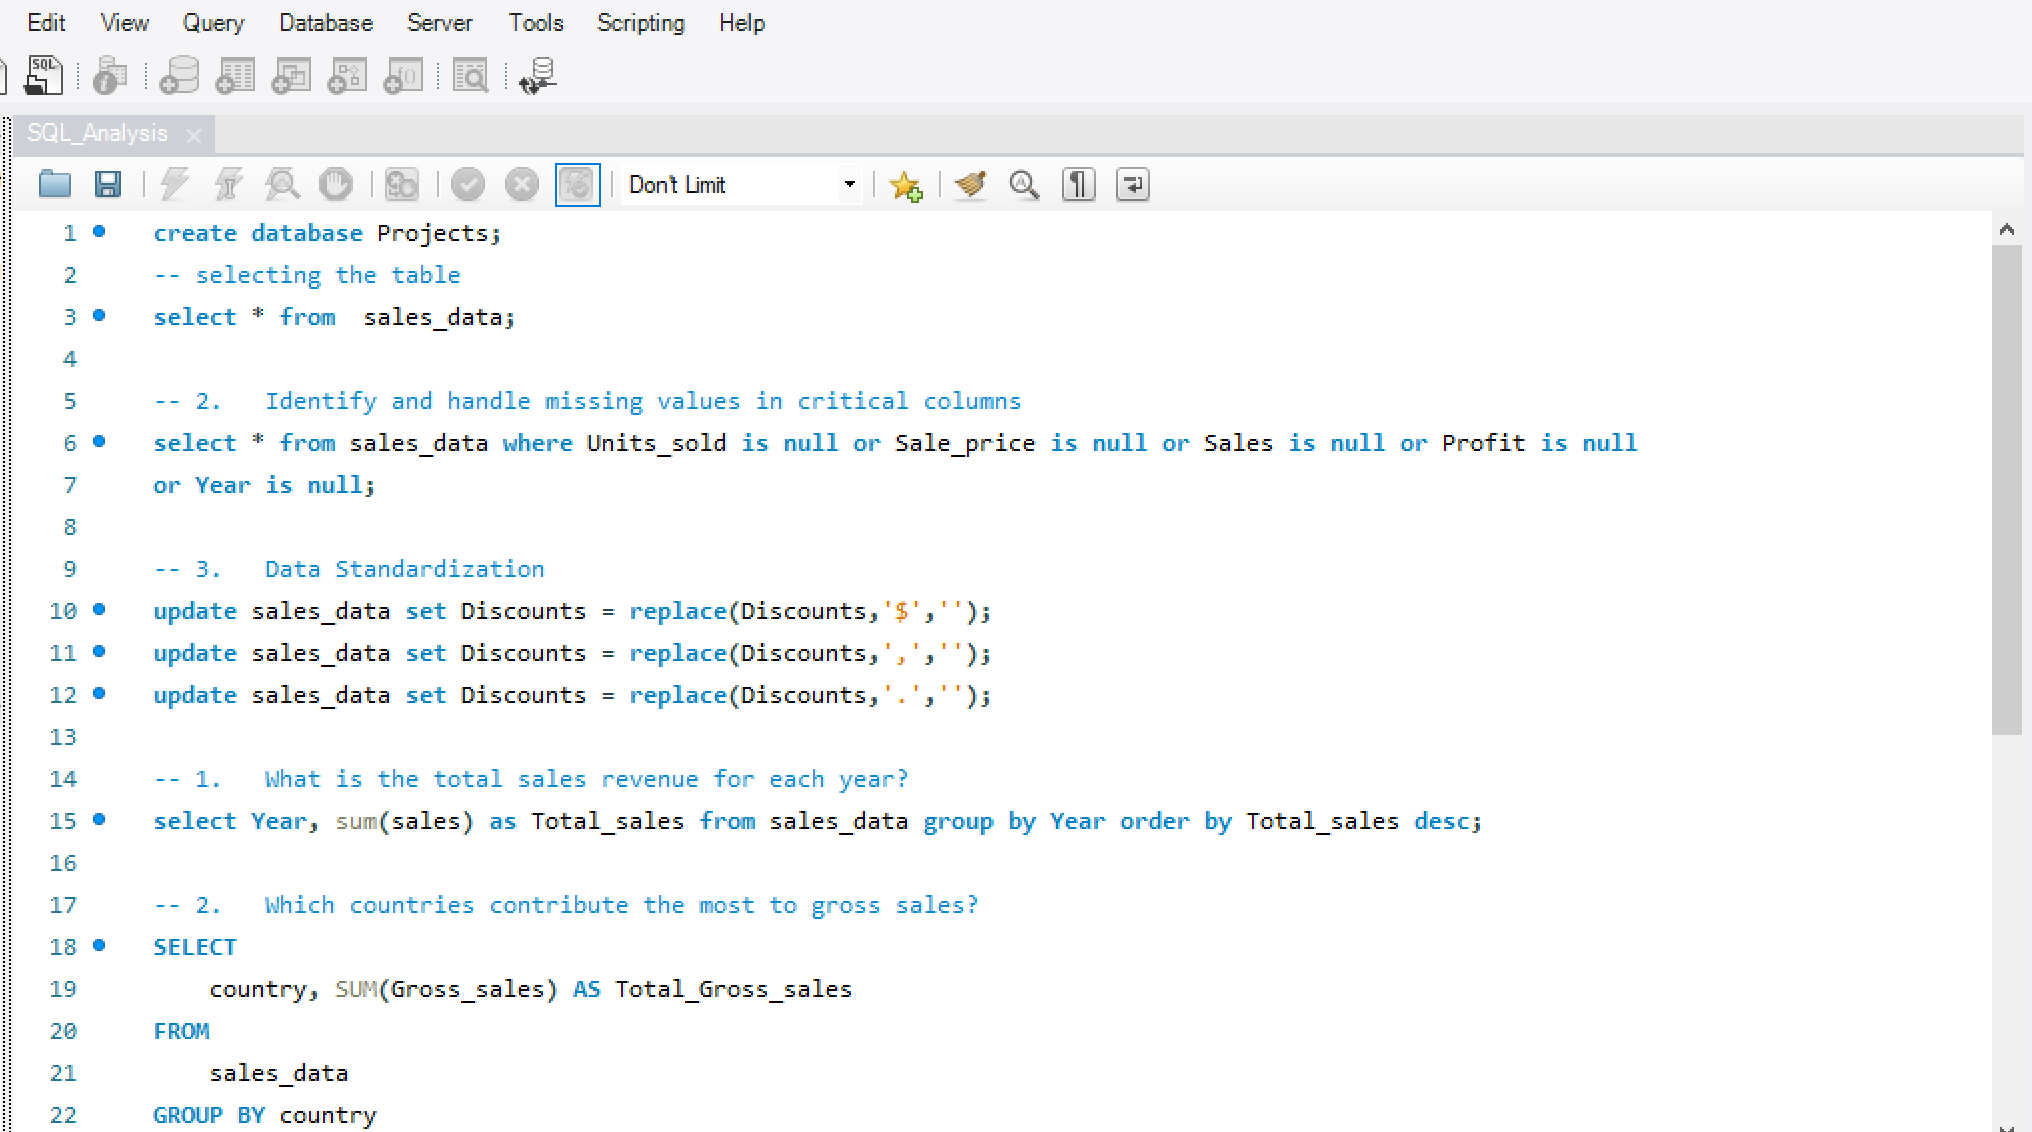 Edit View Query Database Server Tools Scripting Help
SQL
f()
SQL_Analysis
Don't Limit
1 create database Projects;
2 -- selecting the table
3 select * from  sales_data;
4
5 -- 2.   Identify and handle missing values in critical columns
6 select * from sales_data where Units_sold is null or Sale_price is null or Sales is null or Profit is null
7 or Year is null;
8
9 -- 3.   Data Standardization
10 update sales_data set Discounts = replace(Discounts,'$','');
11 update sales_data set Discounts = replace(Discounts,',','');
12 update sales_data set Discounts = replace(Discounts,'.','');
13
14 -- 1.   What is the total sales revenue for each year?
15 select Year, sum(sales) as Total_sales from sales_data group by Year order by Total_sales desc;
16
17 -- 2.   Which countries contribute the most to gross sales?
18 SELECT
19     country, SUM(Gross_sales) AS Total_Gross_sales
20 FROM
21     sales_data
22 GROUP BY country